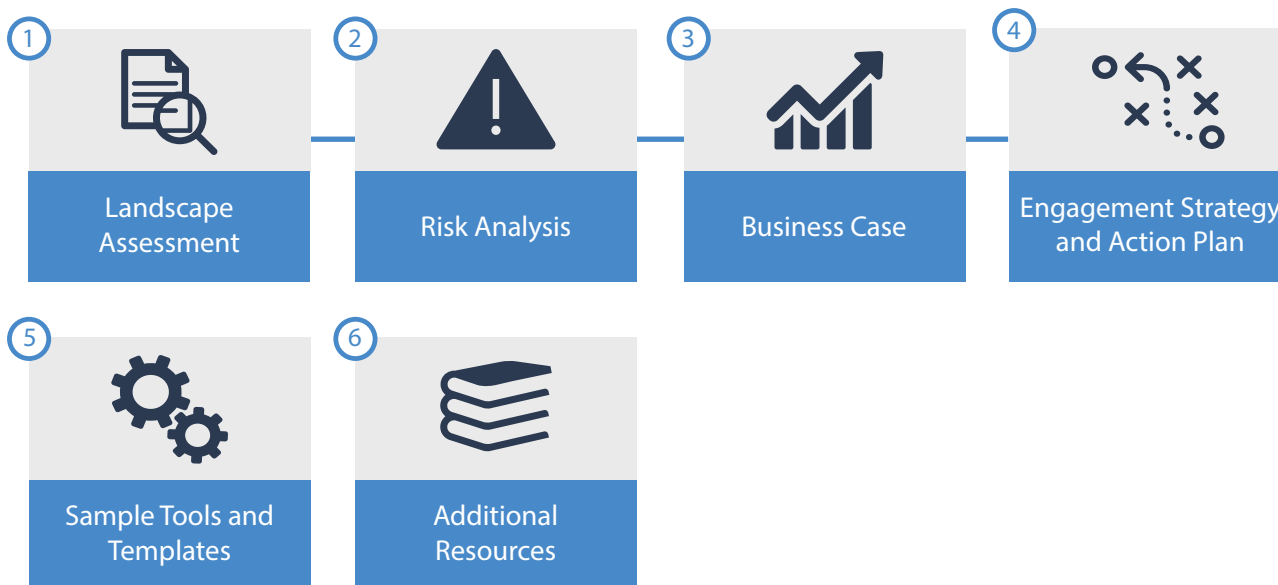 1
Landscape
Assessment
2
Risk Analysis
3
Business Case
4
Engagement Strategy
and Action Plan
5
Sample Tools and
Templates
6
Additional
Resources